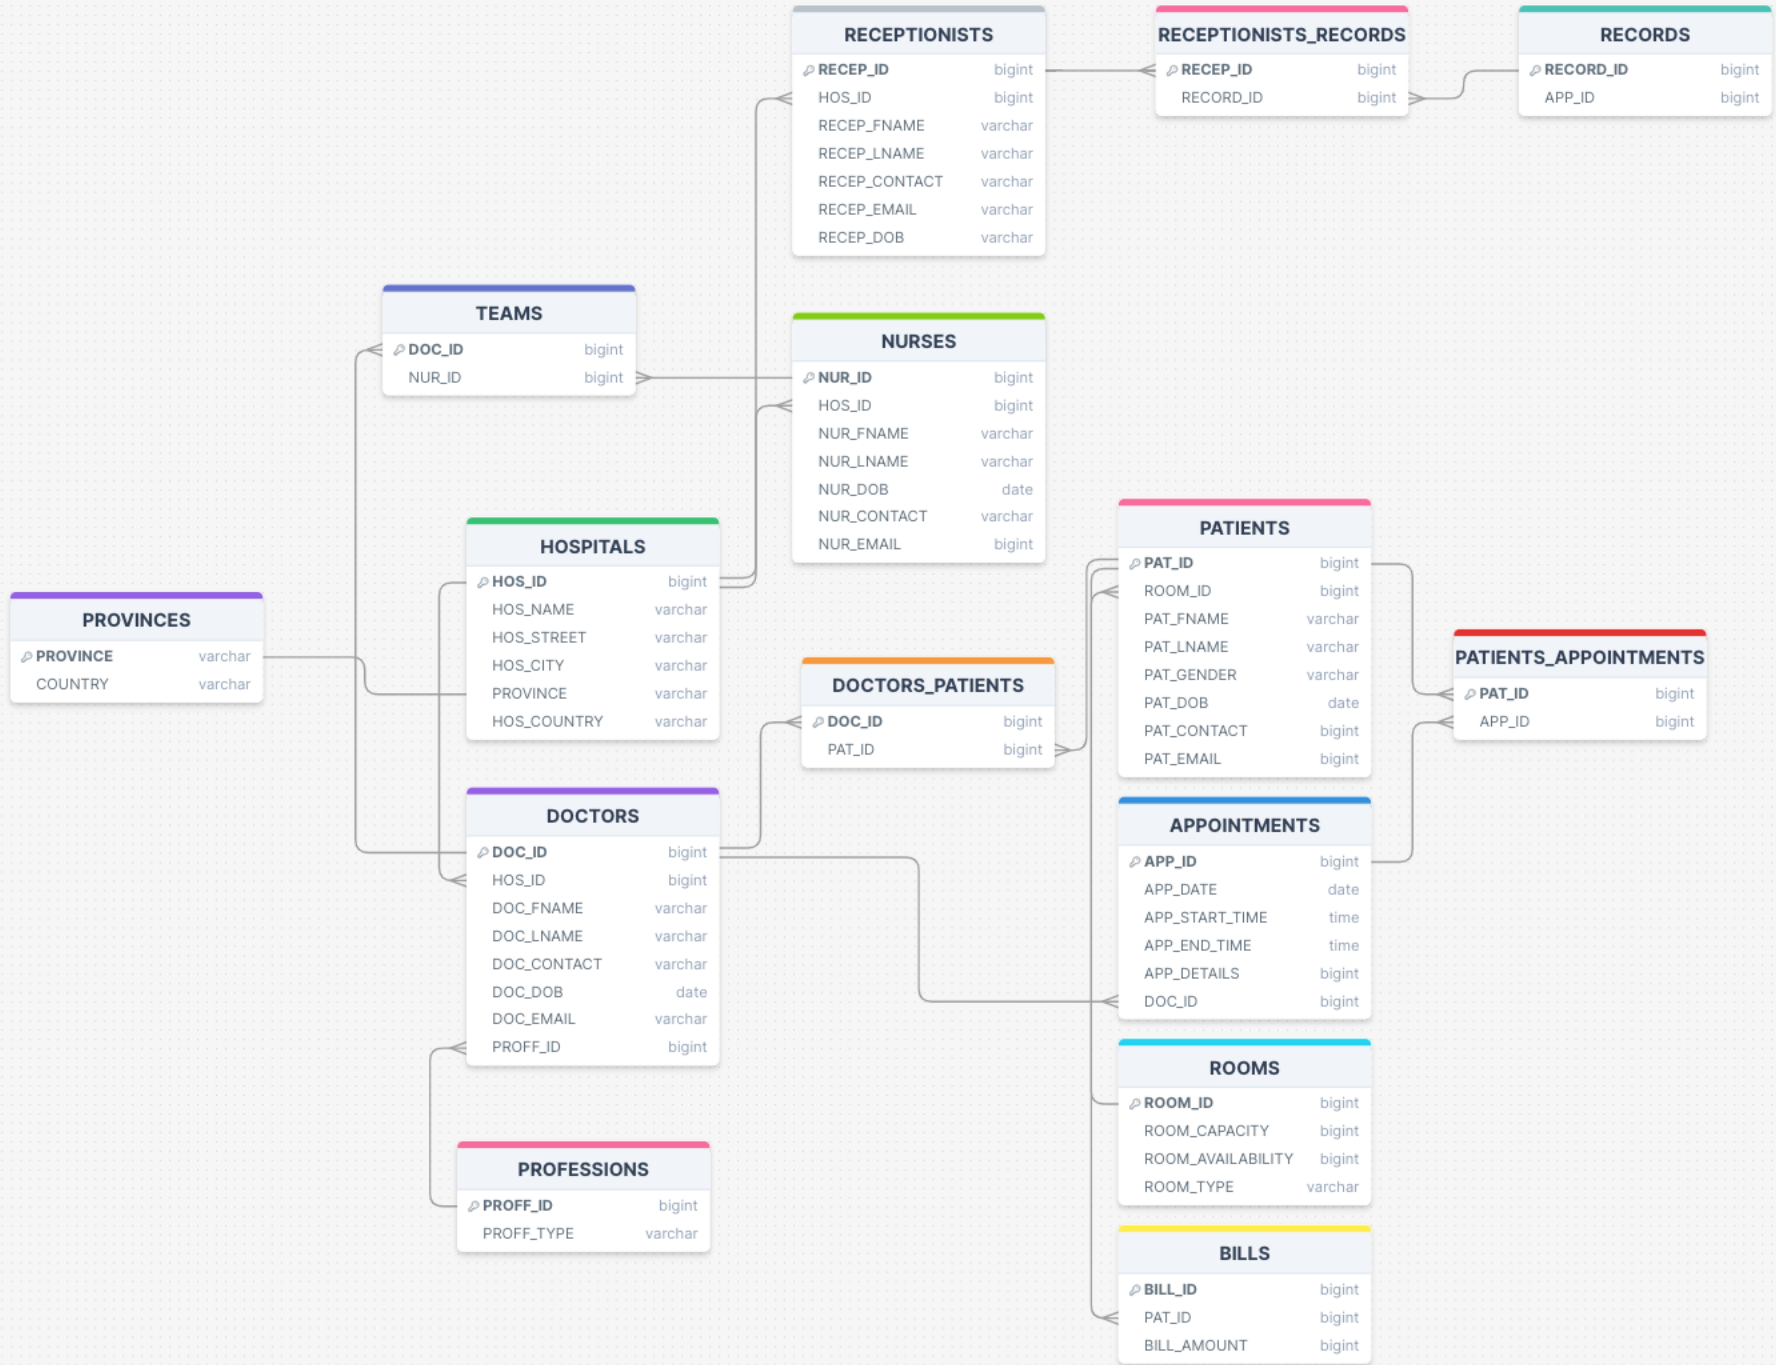 RECEPTIONISTS
RECEP_ID bigint
HOS_ID bigint
RECEP_FNAME varchar
RECEP_LNAME varchar
RECEP_CONTACT varchar
RECEP_EMAIL varchar
RECEP_DOB varchar
RECEPTIONISTS_RECORDS
RECEP_ID bigint
RECORD_ID bigint
RECORDS
RECORD_ID bigint
APP_ID bigint
TEAMS
DOC_ID bigint
NUR_ID bigint
NURSES
NUR_ID bigint
HOS_ID bigint
NUR_FNAME varchar
NUR_LNAME varchar
NUR_DOB date
NUR_CONTACT varchar
NUR_EMAIL bigint
HOSPITALS
HOS_ID bigint
HOS_NAME varchar
HOS_STREET varchar
HOS_CITY varchar
PROVINCE varchar
HOS_COUNTRY varchar
PROVINCES
PROVINCE varchar
COUNTRY varchar
DOCTORS_PATIENTS
DOC_ID bigint
PAT_ID bigint
PATIENTS
PAT_ID bigint
ROOM_ID bigint
PAT_FNAME varchar
PAT_LNAME varchar
PAT_GENDER varchar
PAT_DOB date
PAT_CONTACT bigint
PAT_EMAIL bigint
PATIENTS_APPOINTMENTS
PAT_ID bigint
APP_ID bigint
DOCTORS
DOC_ID bigint
HOS_ID bigint
DOC_FNAME varchar
DOC_LNAME varchar
DOC_CONTACT varchar
DOC_DOB date
DOC_EMAIL varchar
PROFF_ID bigint
APPOINTMENTS
APP_ID bigint
APP_DATE date
APP_START_TIME time
APP_END_TIME time
APP_DETAILS bigint
DOC_ID bigint
ROOMS
ROOM_ID bigint
ROOM_CAPACITY bigint
ROOM_AVAILABILITY bigint
ROOM_TYPE varchar
PROFESSIONS
PROFF_ID bigint
PROFF_TYPE varchar
BILLS
BILL_ID bigint
PAT_ID bigint
BILL_AMOUNT bigint